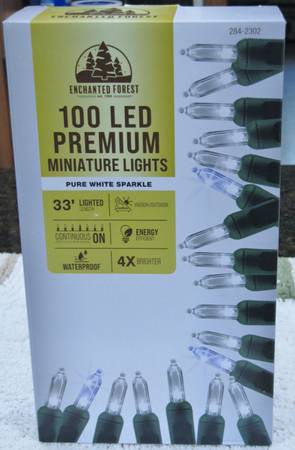 284-2302
ENCHANTED FOREST
100 LED
PREMIUM
MINIATURE LIGHTS
PURE WHITE SPARKLE
33' LIGHTED LENGTH
INDOOR/OUTDOOR
CONTINUOUS ON
ENERGY EFFICIENT
WATERPROOF
4X BRIGHTER